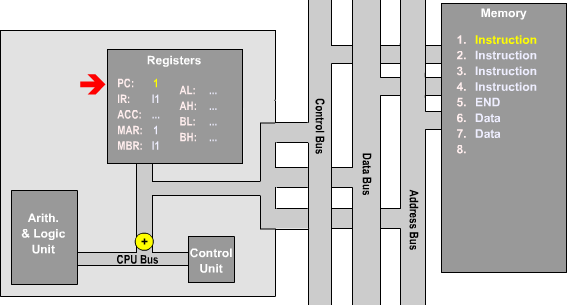 Memory
1. Instruction
2. Instruction
3. Instruction
4. Instruction
5. END
6. Data
7. Data
8.
Registers
PC: 1
IR: I1
ACC: ...
MAR: 1
MBR: I1
AL: ...
AH: ...
BL: ...
BH: ...
Control Bus
Data Bus
Address Bus
Arith.
& Logic
Unit
+
CPU Bus
Control
Unit